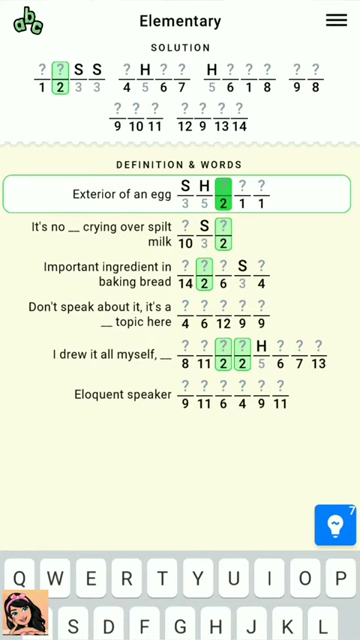 abc
Elementary
SOLUTION
? ? S S ? H ? ? H ? ? ? ? ?
1 2 3 3 4 5 6 7 5 6 1 8 9 8
? ? ? ? ? ? ?
9 10 11 12 9 13 14
DEFINITION & WORDS
Exterior of an egg
S H ? ?
3 5 2 1 1
It's no __ crying over spilt
milk
? S ?
10 3 2
Important ingredient in
baking bread
? ? ? S ?
14 2 6 3 4
Don't speak about it, it's a
__ topic here
? ? ? ? ?
4 6 12 9 9
I drew it all myself, __
? ? ? ? H ? ? ?
8 11 2 2 5 6 7 13
Eloquent speaker
? ? ? ? ? ?
9 11 6 4 9 11
7
Q W E R T Y U I O P
S D F G H J K L